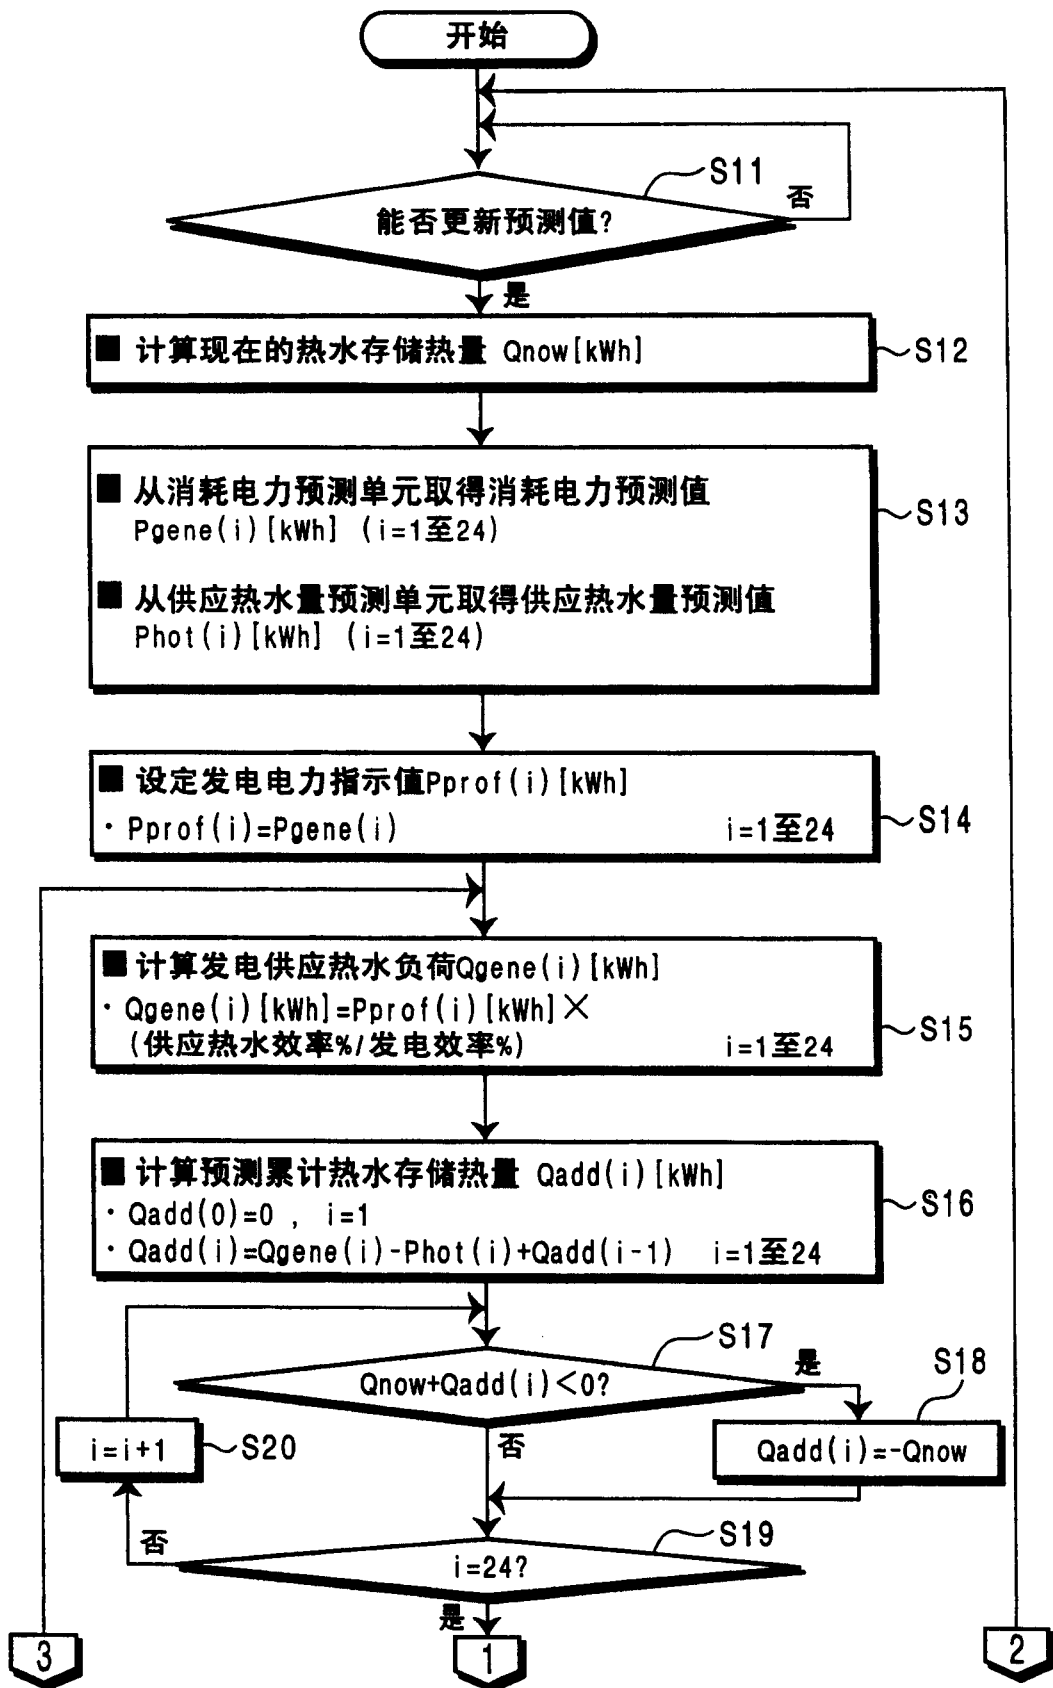 开始
S11
否
能否更新预测值?
是
■ 计算现在的热水存储热量 Qnow[kWh]
S12
■ 从消耗电力预测单元取得消耗电力预测值
Pgene(i)[kWh] (i=1至24)
S13
■ 从供应热水量预测单元取得供应热水量预测值
Phot(i)[kWh] (i=1至24)
■ 设定发电电力指示值Pprof(i)[kWh]
· Pprof(i)=Pgene(i) i=1至24
S14
■ 计算发电供应热水负荷Qgene(i)[kWh]
· Qgene(i)[kWh]=Pprof(i)[kWh]×
(供应热水效率%/发电效率%) i=1至24
S15
■ 计算预测累计热水存储热量 Qadd(i)[kWh]
· Qadd(0)=0 , i=1
· Qadd(i)=Qgene(i)-Phot(i)+Qadd(i-1) i=1至24
S16
S17
是
S18
Qnow+Qadd(i)<0?
i=i+1
S20
否
Qadd(i)=-Qnow
S19
否
i=24?
是
3
1
2